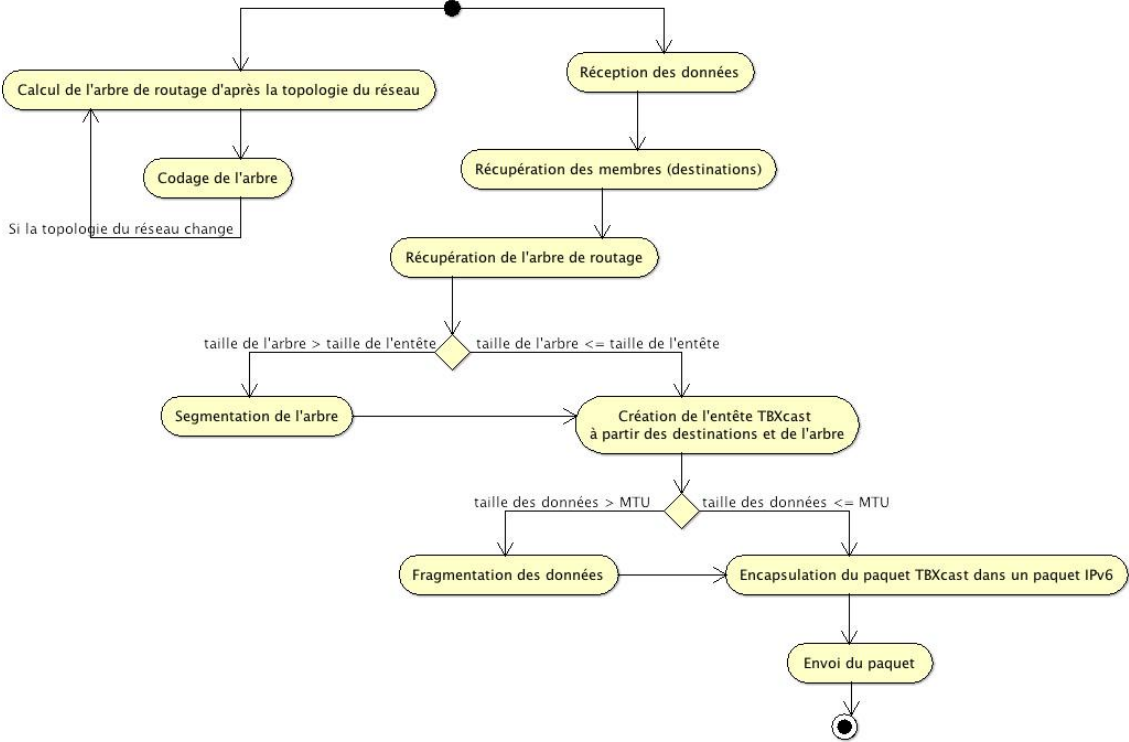 Calcul de l'arbre de routage d'après la topologie du réseau
Réception des données
Codage de l'arbre
Récupération des membres (destinations)
Si la topologie du réseau change
Récupération de l'arbre de routage
taille de l'arbre > taille de l'entête
taille de l'arbre <= taille de l'entête
Segmentation de l'arbre
Création de l'entête TBXcast
à partir des destinations et de l'arbre
taille des données > MTU
taille des données <= MTU
Fragmentation des données
Encapsulation du paquet TBXcast dans un paquet IPv6
Envoi du paquet